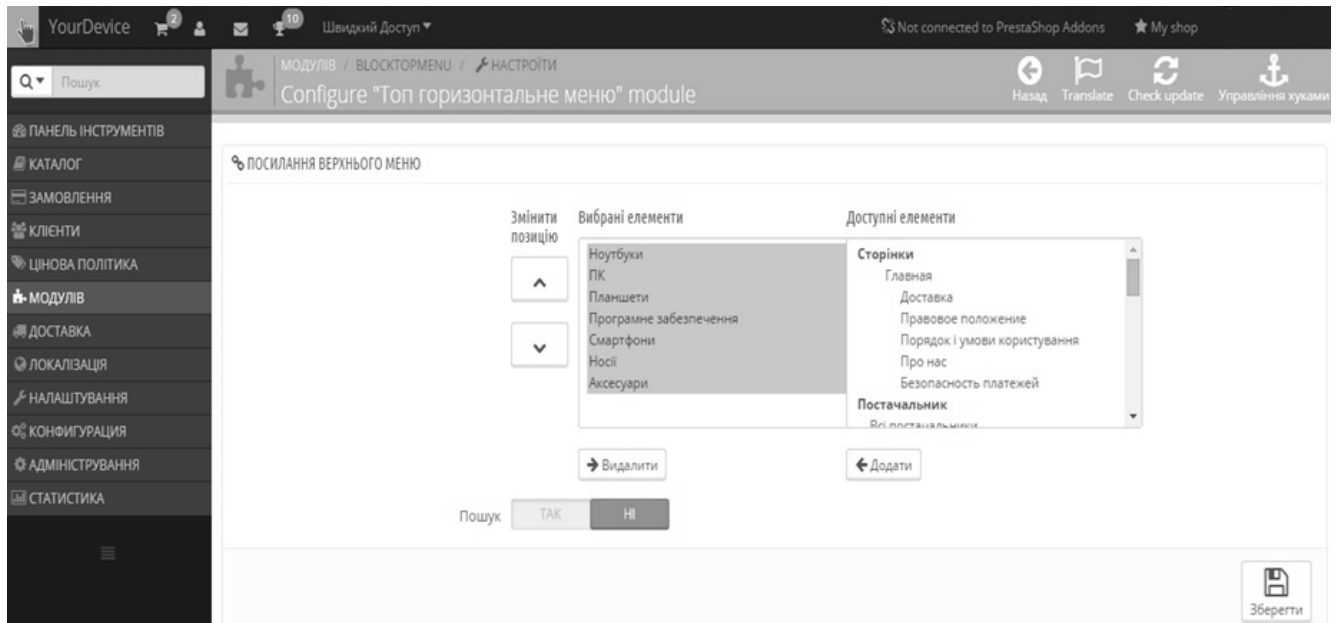 YourDevice 2 10 Швидкий Доступ Not connected to PrestaShop Addons My shop
Пошук
МОДУЛІВ / BLOCKTOPMENU / НАСТРОЇТИ
Configure "Топ горизонтальне меню" module
Назад Translate Check update Управління хуками
ПАНЕЛЬ ІНСТРУМЕНТІВ
КАТАЛОГ
ЗАМОВЛЕННЯ
КЛІЄНТИ
ЦІНОВА ПОЛІТИКА
МОДУЛІВ
ДОСТАВКА
ЛОКАЛІЗАЦІЯ
НАЛАШТУВАННЯ
КОНФИГУРАЦИЯ
АДМІНІСТРУВАННЯ
СТАТИСТИКА
ПОСИЛАННЯ ВЕРХНЬОГО МЕНЮ
Змінити
позицію
Вибрані елементи
Ноутбуки
ПК
Планшети
Програмне забезпечення
Смартфони
Носії
Аксесуари
Видалити
Доступні елементи
Сторінки
Главная
Доставка
Правовое положение
Порядок і умови користування
Про нас
Безопасность платежей
Постачальник
Всі постачальники
Додати
Пошук ТАК НІ
Зберегти